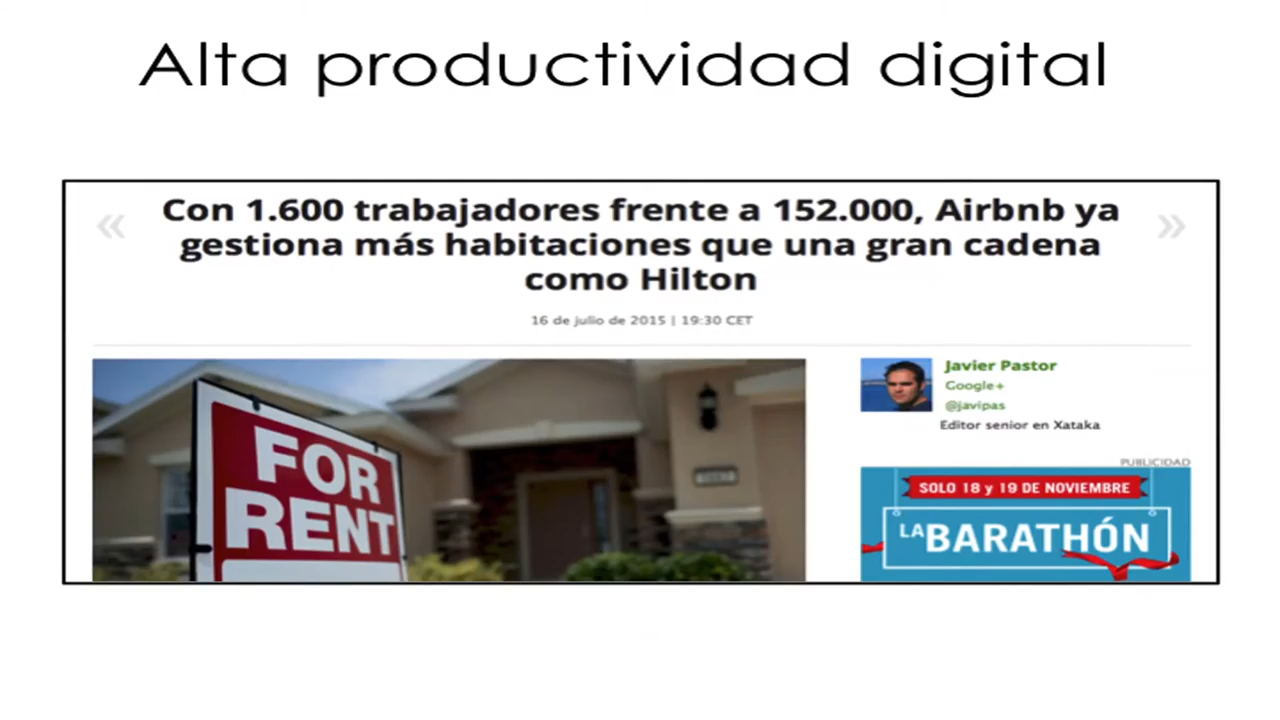 Alta productividad digital
« Con 1.600 trabajadores frente a 152.000, Airbnb ya »
gestiona más habitaciones que una gran cadena
como Hilton
16 de julio de 2015 | 19:30 CET
FOR
RENT
Javier Pastor
Google+
@javipas
Editor senior en Xataka
PUBLICIDAD
SOLO 18 y 19 DE NOVIEMBRE
LA BARATHÓN